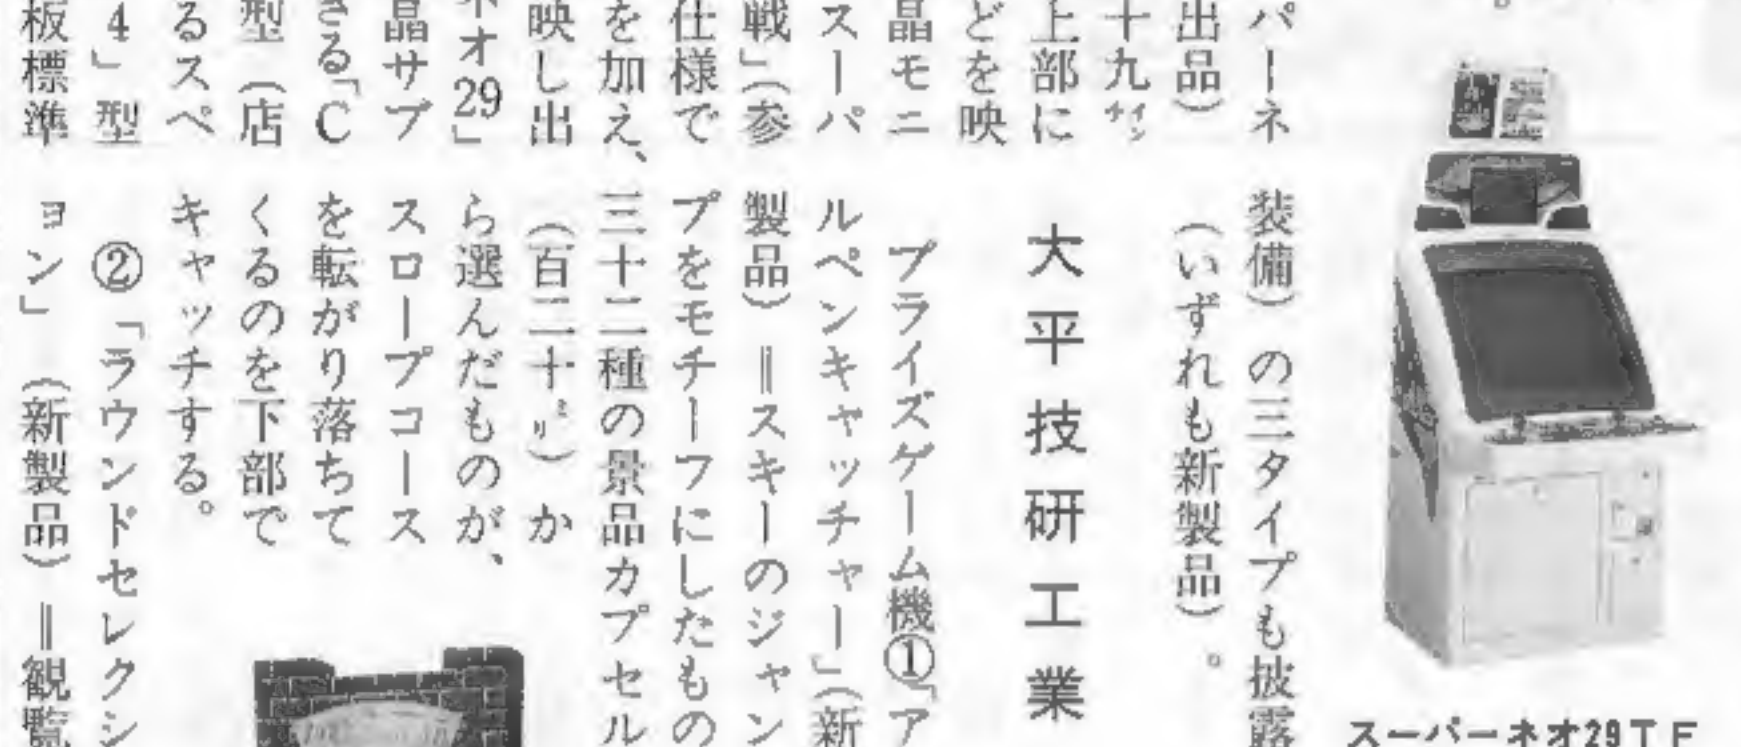 パーネ
出品）
十九インチ
上部に
どを映
晶モニ
スーパ
戦」（参
仕様で
を加え、
映し出
ネオ29」
晶サブ
きる「C
型（店
るスペ
4」型
板標準
装備）の三タイプも披露
（いずれも新製品）。
大平技研工業
プライズゲーム機①「ア
ルペンキャッチャー」（新
製品）＝スキーのジャン
プをモチーフにしたもの
三十二種の景品カプセル
（百二十ミリ）か
ら選んだものが、
スロープコース
を転がり落ちて
くるのを下部で
キャッチする。
②「ラウンドセレクシ
ョン」（新製品）＝観覧
スーパーネオ29TF